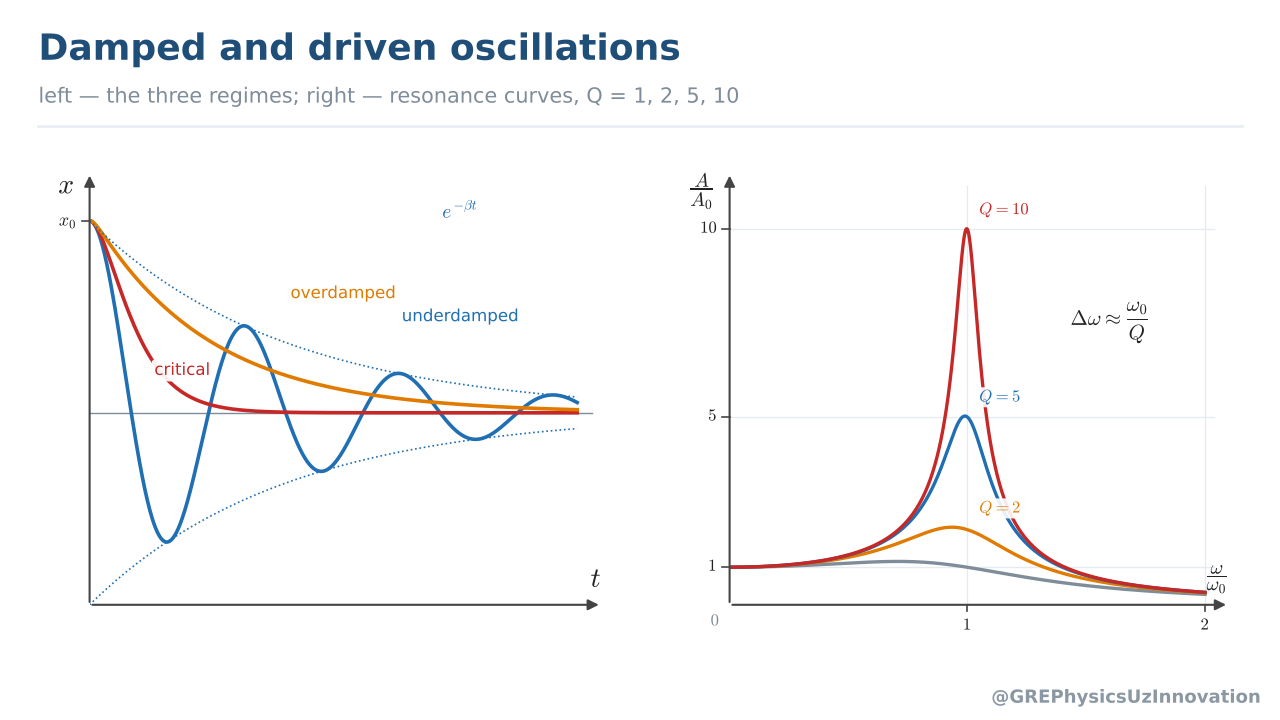 Damped and driven oscillations
left — the three regimes; right — resonance curves, Q = 1, 2, 5, 10
x
x₀
e^{−βt}
overdamped
underdamped
critical
t
A/A₀
10
5
1
0
Q = 10
Δω ≈ ω₀/Q
Q = 5
Q = 2
ω/ω₀
1
2
@GREPhysicsUzInnovation